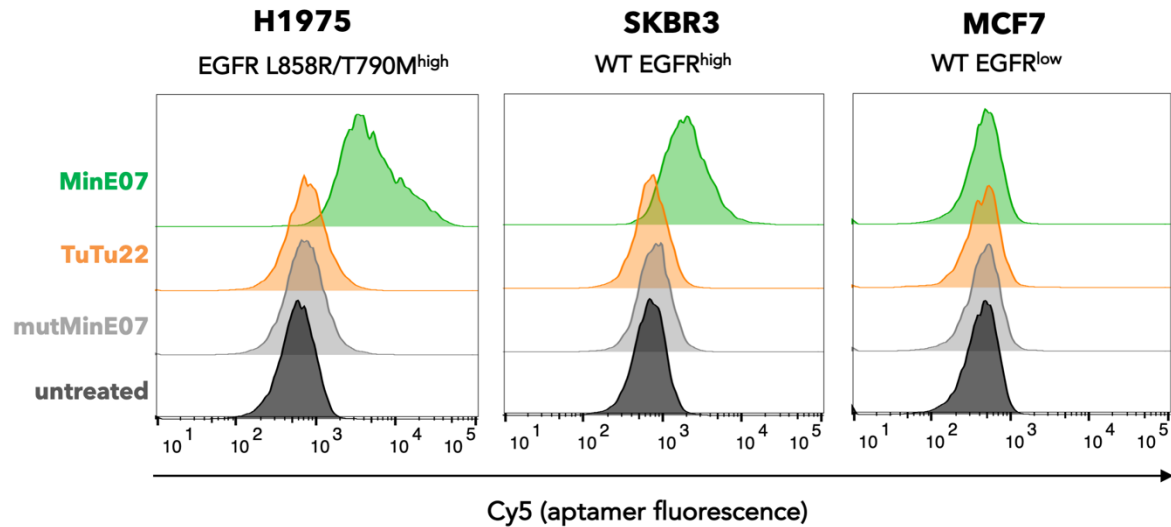 H1975 SKBR3 MCF7
EGFR L858R/T790Mhigh WT EGFRhigh WT EGFRlow
MinE07
TuTu22
mutMinE07
untreated
10 1 10 2 10 3 10 4 10 5 10 1 10 2 10 3 10 4 10 5 10 1 10 2 10 3 10 4 10 5
Cy5 (aptamer fluorescence)